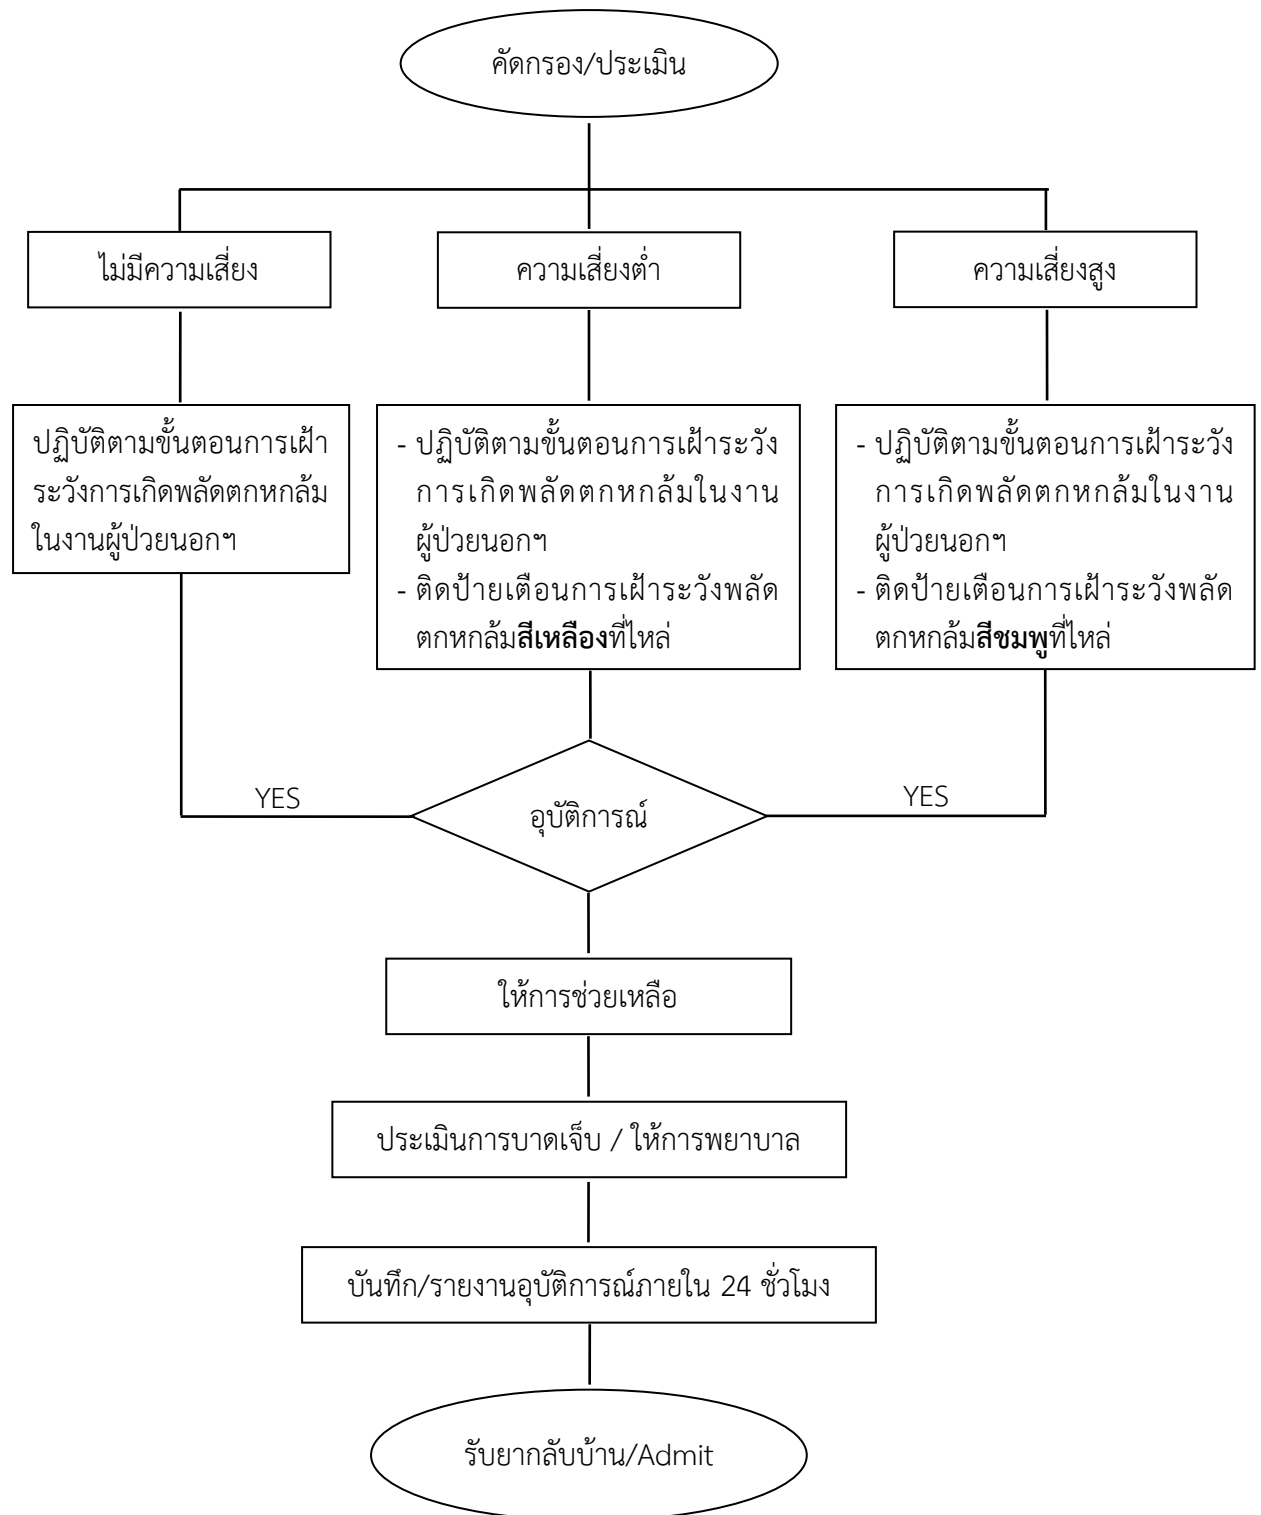 คัดกรอง/ประเมิน
ไม่มีความเสี่ยง
ความเสี่ยงต่ำ
ความเสี่ยงสูง
ปฏิบัติตามขั้นตอนการเฝ้า
ระวังการเกิดพลัดตกหกล้ม
ในงานผู้ป่วยนอกฯ
- ปฏิบัติตามขั้นตอนการเฝ้าระวัง
การเกิดพลัดตกหกล้มในงาน
ผู้ป่วยนอกฯ
- ติดป้ายเตือนการเฝ้าระวังพลัด
ตกหกล้มสีเหลืองที่ไหล่
- ปฏิบัติตามขั้นตอนการเฝ้าระวัง
การเกิดพลัดตกหกล้มในงาน
ผู้ป่วยนอกฯ
- ติดป้ายเตือนการเฝ้าระวังพลัด
ตกหกล้มสีชมพูที่ไหล่
YES
อุบัติการณ์
YES
ให้การช่วยเหลือ
ประเมินการบาดเจ็บ / ให้การพยาบาล
บันทึก/รายงานอุบัติการณ์ภายใน 24 ชั่วโมง
รับยากลับบ้าน/Admit